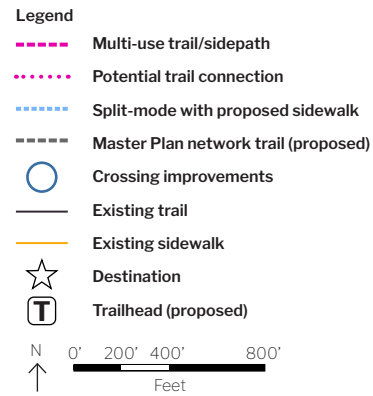 Legend
Multi-use trail/sidepath
Potential trail connection
Split-mode with proposed sidewalk
Master Plan network trail (proposed)
Crossing improvements
Existing trail
Existing sidewalk
Destination
T Trailhead (proposed)
N 0' 200' 400' 800'
Feet